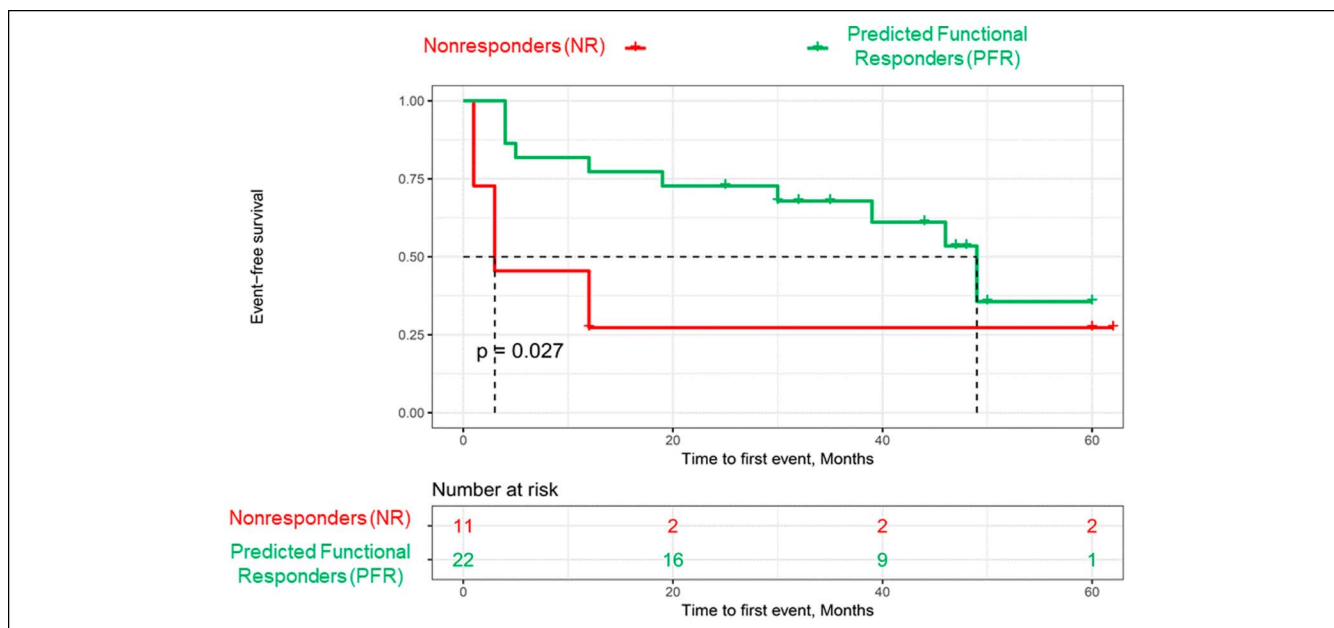 Nonresponders (NR)
Predicted Functional
Responders (PFR)
1.00
0.75
0.50
0.25
0.00
Event-free survival
p = 0.027
0 20 40 60
Time to first event, Months
Number at risk
Nonresponders (NR) 11 2 2 2
Predicted Functional
Responders (PFR) 22 16 9 1
0 20 40 60
Time to first event, Months